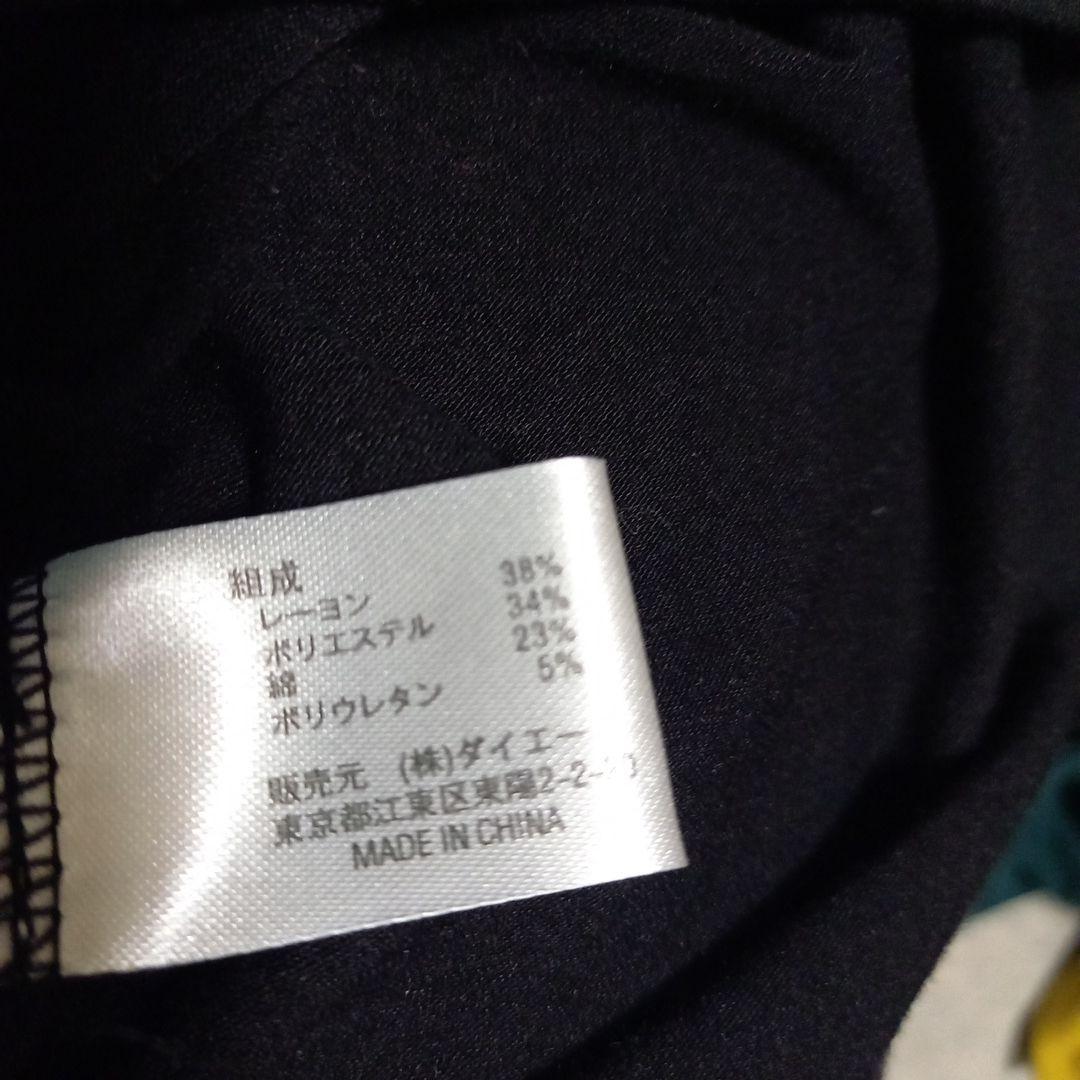 組成
レーヨン 38%
ポリエステル 34%
綿 23%
ポリウレタン 5%
販売元 (株)ダイエー
東京都江東区東陽2-2-
MADE IN CHINA